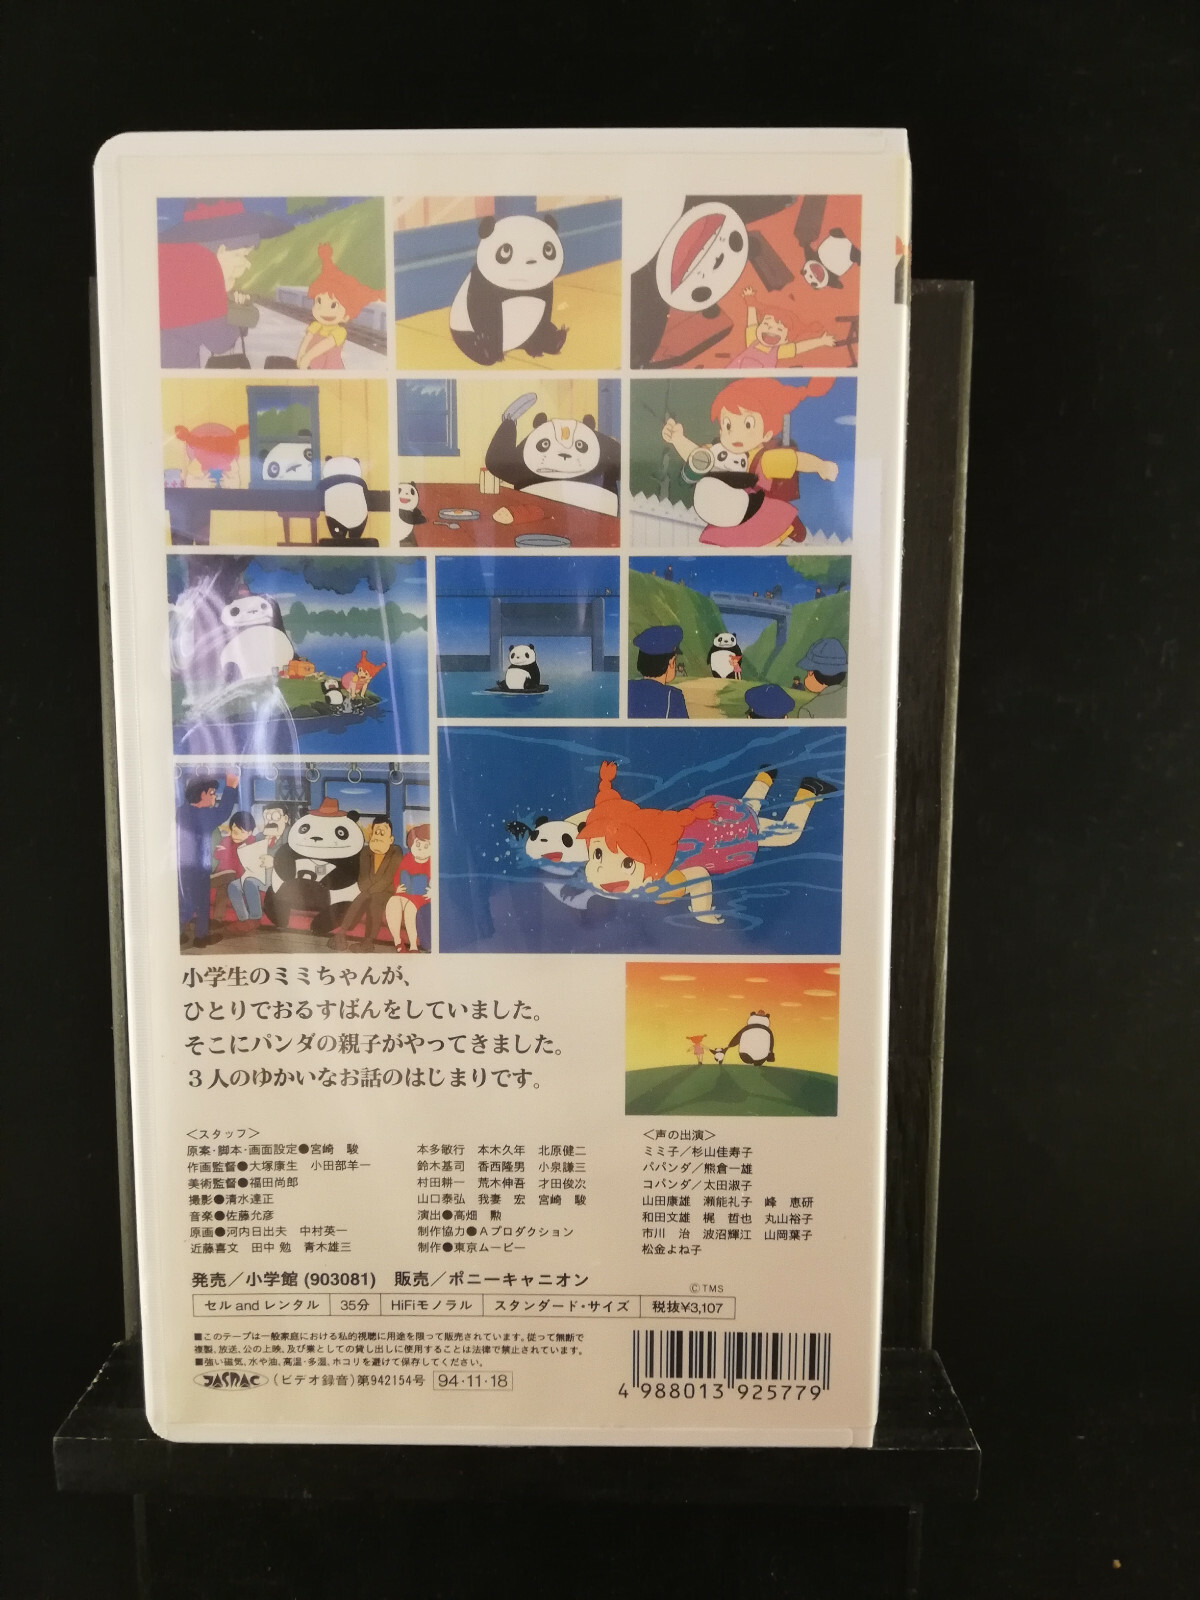 小学生のミミちゃんが、
ひとりでおるすばんをしていました。
そこにパンダの親子がやってきました。
3人のゆかいなお話のはじまりです。
＜スタッフ＞
原案・脚本・画面設定●宮崎　駿
作画監督●大塚康生　小田部羊一
美術監督●福田尚郎
撮影●清水達正
音楽●佐藤允彦
原画●河内日出夫　中村英一
近藤喜文　田中 勉　青木雄三
本多敏行　本木久年　北原健二
鈴木基司　香西隆男　小泉謙三
村田耕一　荒木伸吾　才田俊次
山口泰弘　我妻　宏　宮崎　駿
演出●高畑　勲
制作協力●Aプロダクション
制作●東京ムービー
＜声の出演＞
ミミ子／杉山佳寿子
パパンダ／熊倉一雄
コパンダ／太田淑子
山田康雄　瀬能礼子　峰　恵研
和田文雄　梶　哲也　丸山裕子
市川　治　波沼輝江　山岡葉子
松金よね子
発売／小学館 (903081)　販売／ポニーキャニオン
©TMS
セル and レンタル　35分　HiFiモノラル　スタンダード・サイズ　税抜¥3,107
■このテープは一般家庭における私的視聴に用途を限って販売されています。従って無断で
複製、放送、公の上映、及び業としての貸し出しに使用することは法律で禁止されています。
■強い磁気、水や油、高温・多湿、ホコリを避けて保存してください。
JASRAC (ビデオ録音)第942154号 94・11・18
4 988013 925779